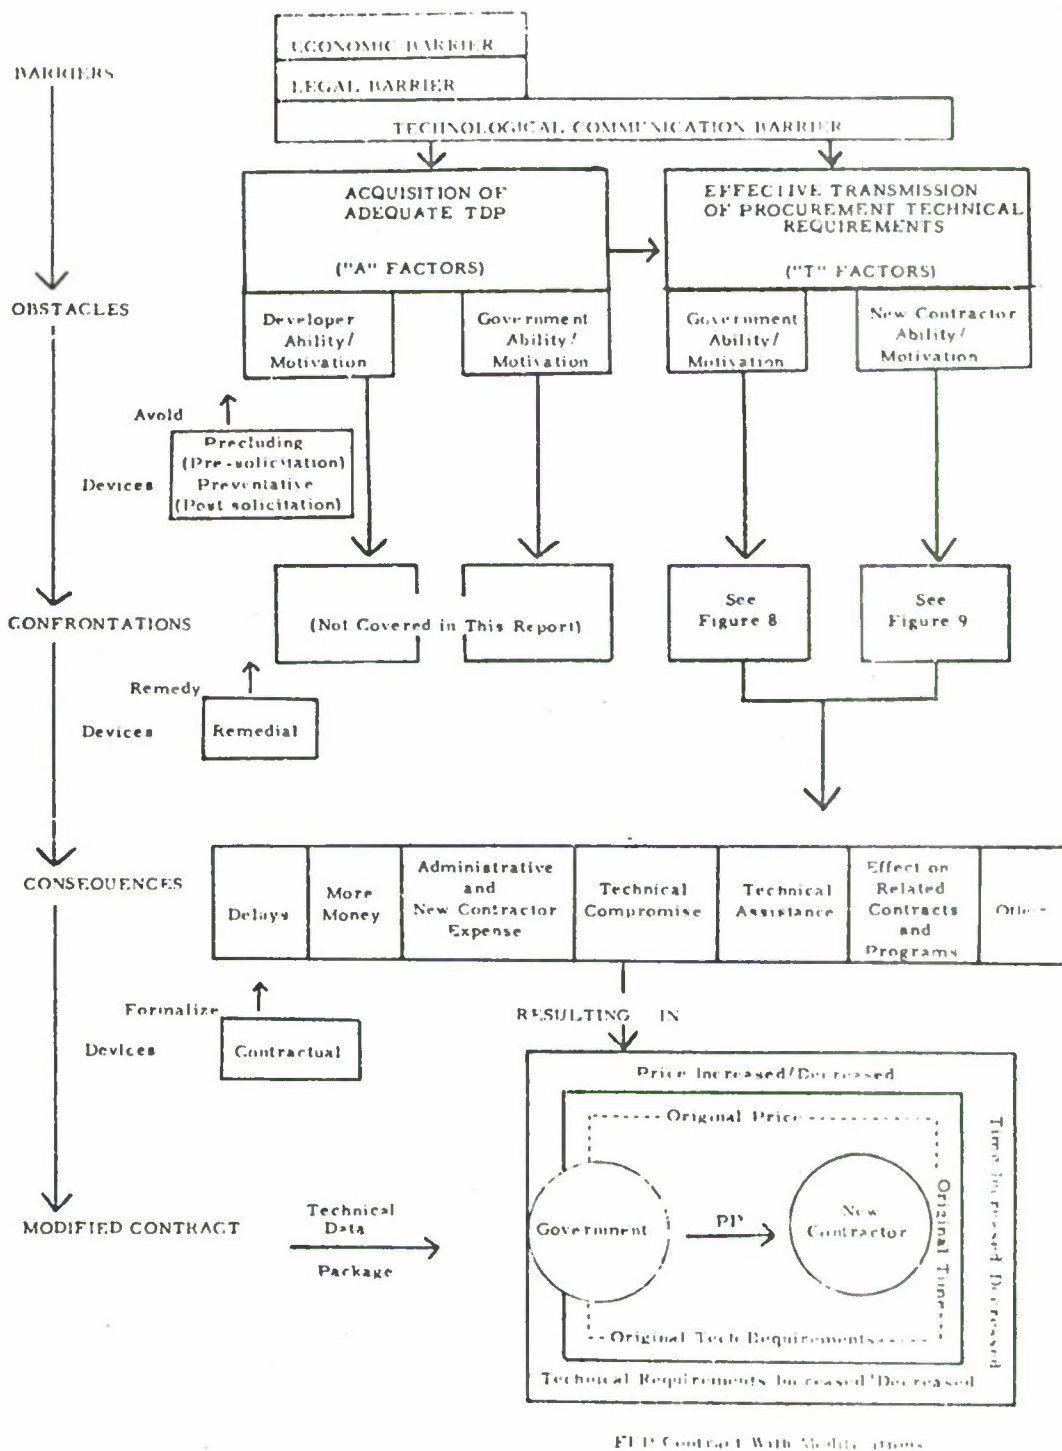 ECONOMIC BARRIER
BARRIERS
LEGAL BARRIER
TECHNOLOGICAL COMMUNICATION BARRIER
ACQUISITION OF
ADEQUATE TDP
("A" FACTORS)
EFFECTIVE TRANSMISSION
OF PROCUREMENT TECHNICAL
REQUIREMENTS
("T" FACTORS)
OBSTACLES
Developer
Ability/
Motivation
Government
Ability/
Motivation
Government
Ability/
Motivation
New Contractor
Ability/
Motivation
Avoid
Devices
Precluding
(Pre-solicitation)
Preventative
(Post solicitation)
CONFRONTATIONS
(Not Covered in This Report)
See
Figure 8
See
Figure 9
Remedy
Devices
Remedial
CONSEQUENCES
Delays
More
Money
Administrative
and
New Contractor
Expense
Technical
Compromise
Technical
Assistance
Effect on
Related
Contracts
and
Programs
Other
Formalize
Devices
Contractual
RESULTING IN
Price Increased/Decreased
Original Price
Time Increased Decreased
Original Time
MODIFIED CONTRACT
Technical
Data
Package
Government
PP
New
Contractor
Original Tech Requirements
Technical Requirements Increased/Decreased
Contract With Modifications